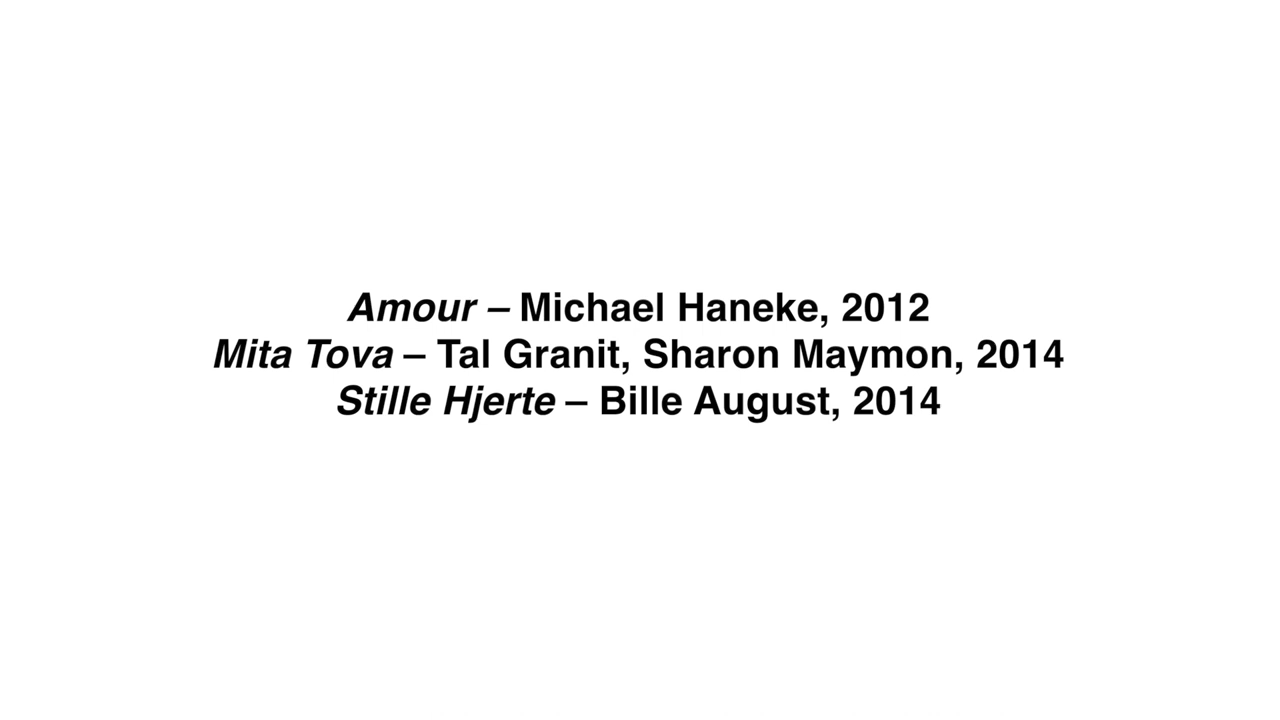 Amour – Michael Haneke, 2012
Mita Tova – Tal Granit, Sharon Maymon, 2014
Stille Hjerte – Bille August, 2014